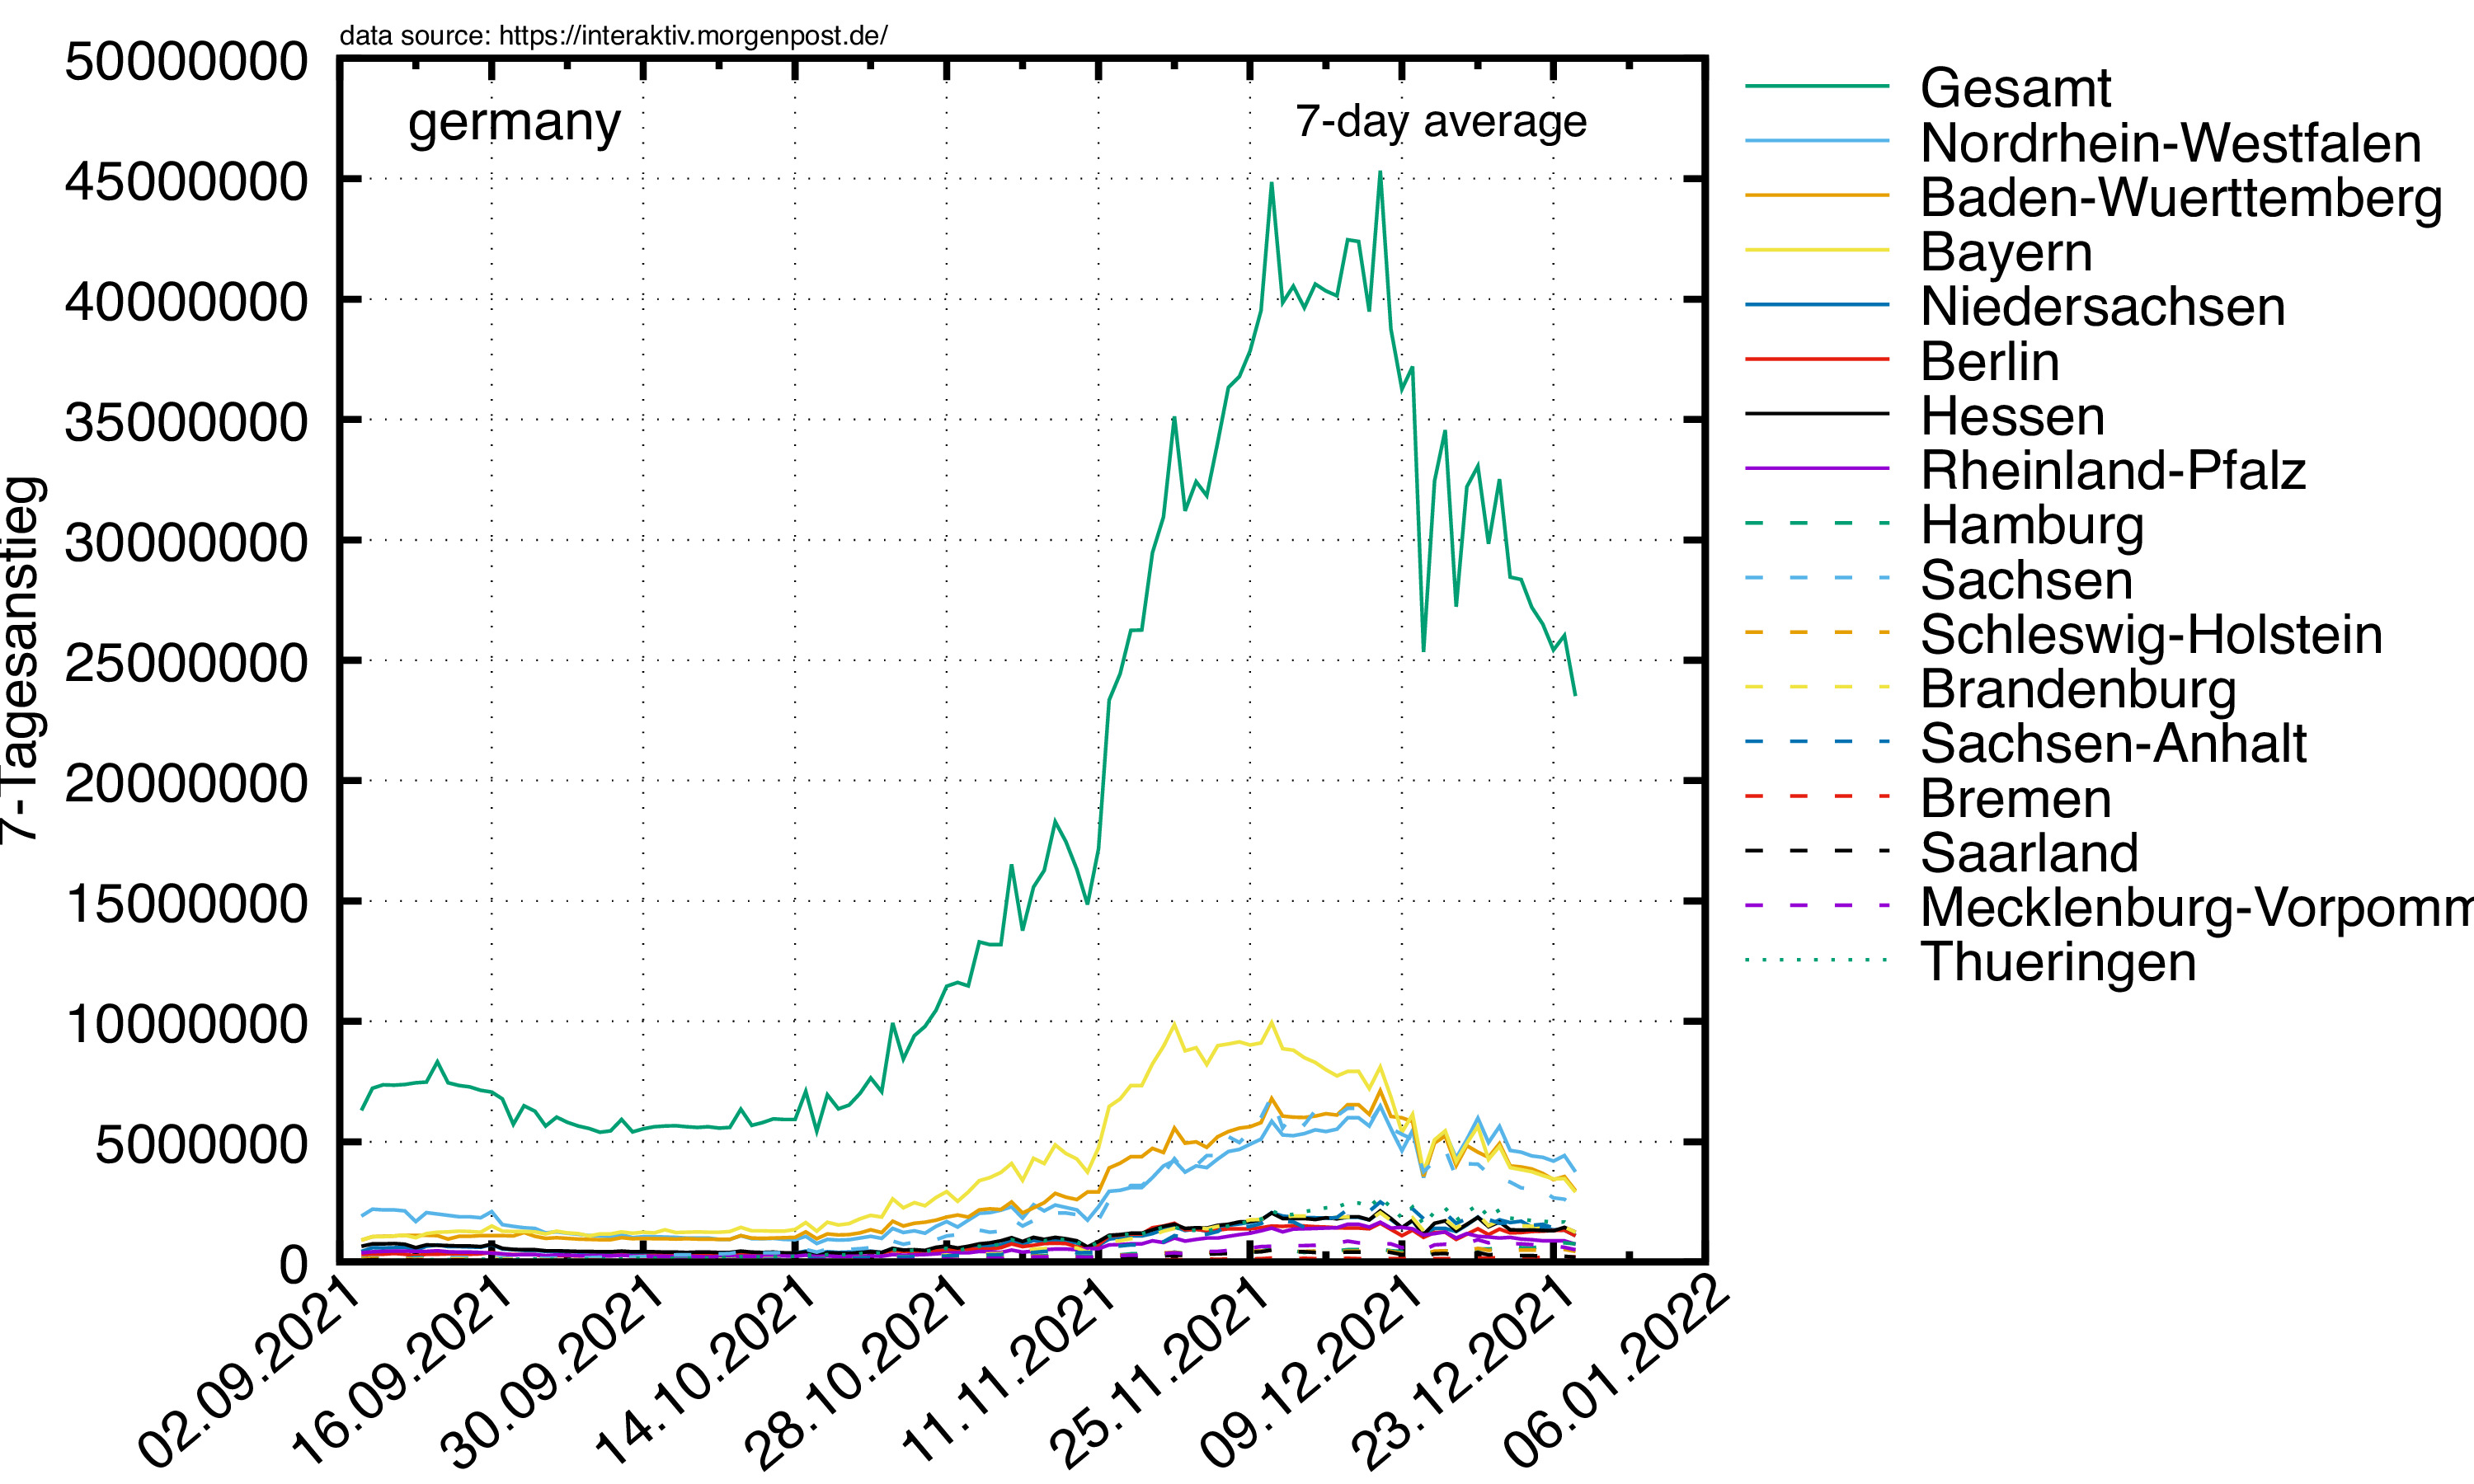 data source: https://interaktiv.morgenpost.de/
germany
7-day average
7-Tagesanstieg
50000000
45000000
40000000
35000000
30000000
25000000
20000000
15000000
10000000
5000000
0
02.09.2021
16.09.2021
30.09.2021
14.10.2021
28.10.2021
11.11.2021
25.11.2021
09.12.2021
23.12.2021
06.01.2022
Gesamt
Nordrhein-Westfalen
Baden-Wuerttemberg
Bayern
Niedersachsen
Berlin
Hessen
Rheinland-Pfalz
Hamburg
Sachsen
Schleswig-Holstein
Brandenburg
Sachsen-Anhalt
Bremen
Saarland
Mecklenburg-Vorpomm
Thueringen